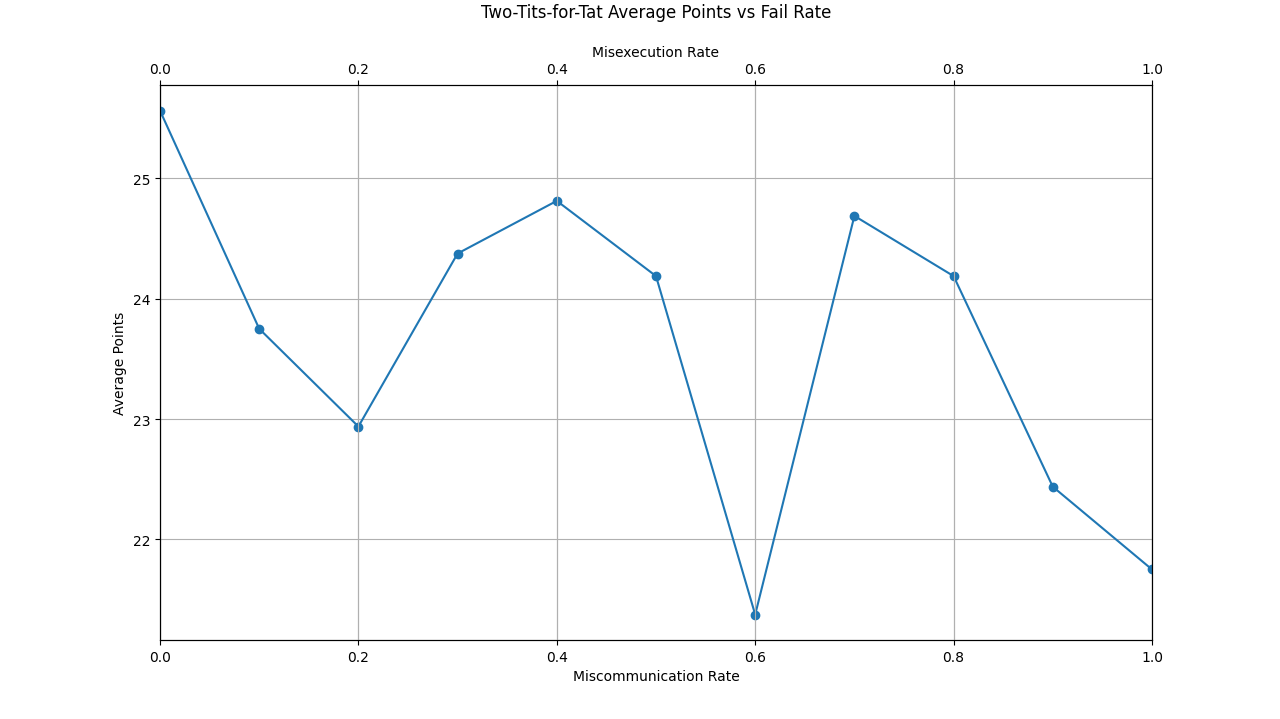 Two-Tits-for-Tat Average Points vs Fail Rate
Misexecution Rate
0.0 0.2 0.4 0.6 0.8 1.0
25
24
23
22
Average Points
0.0 0.2 0.4 0.6 0.8 1.0
Miscommunication Rate